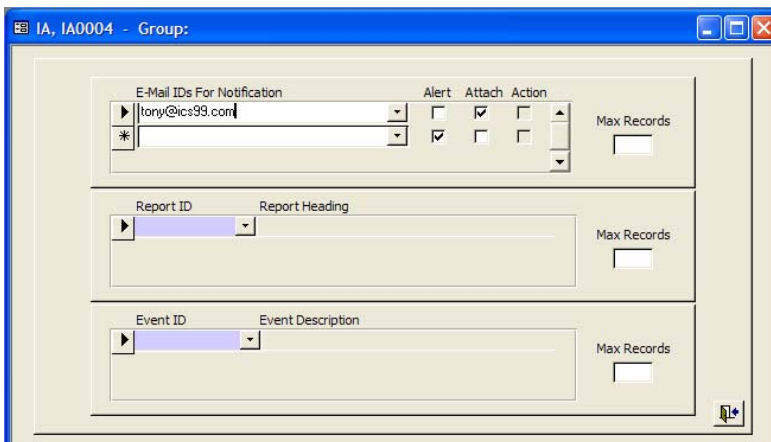 IA, IA0004 - Group:
E-Mail IDs For Notification Alert Attach Action
tony@ics99.com
Max Records
Report ID Report Heading
Max Records
Event ID Event Description
Max Records